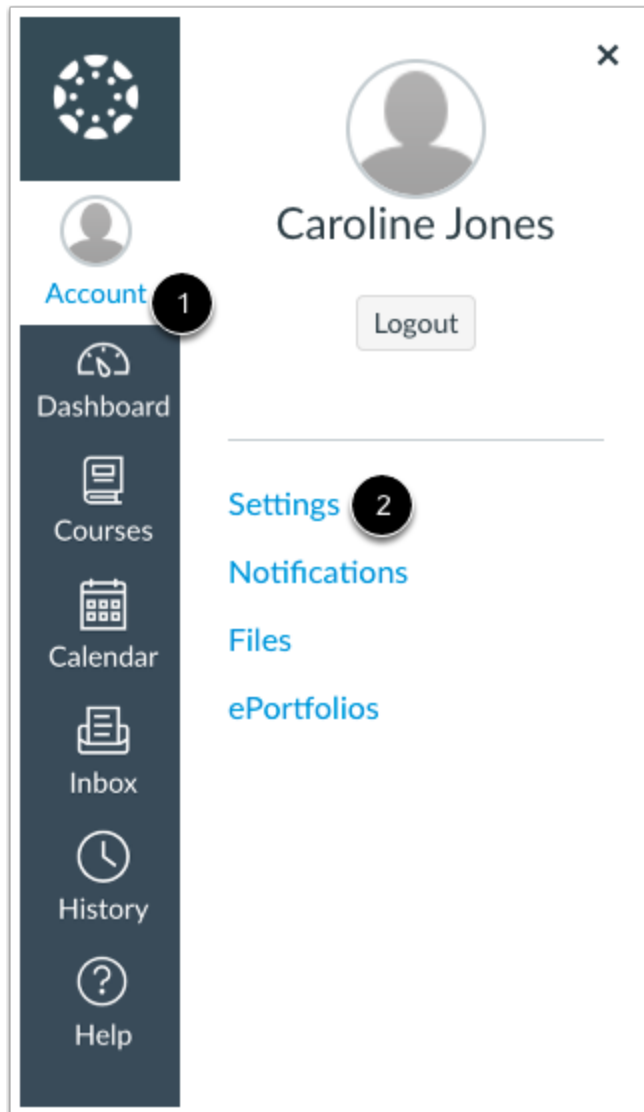 Account
1
Dashboard
Courses
Calendar
Inbox
History
Help
×
Caroline Jones
Logout
Settings 2
Notifications
Files
ePortfolios